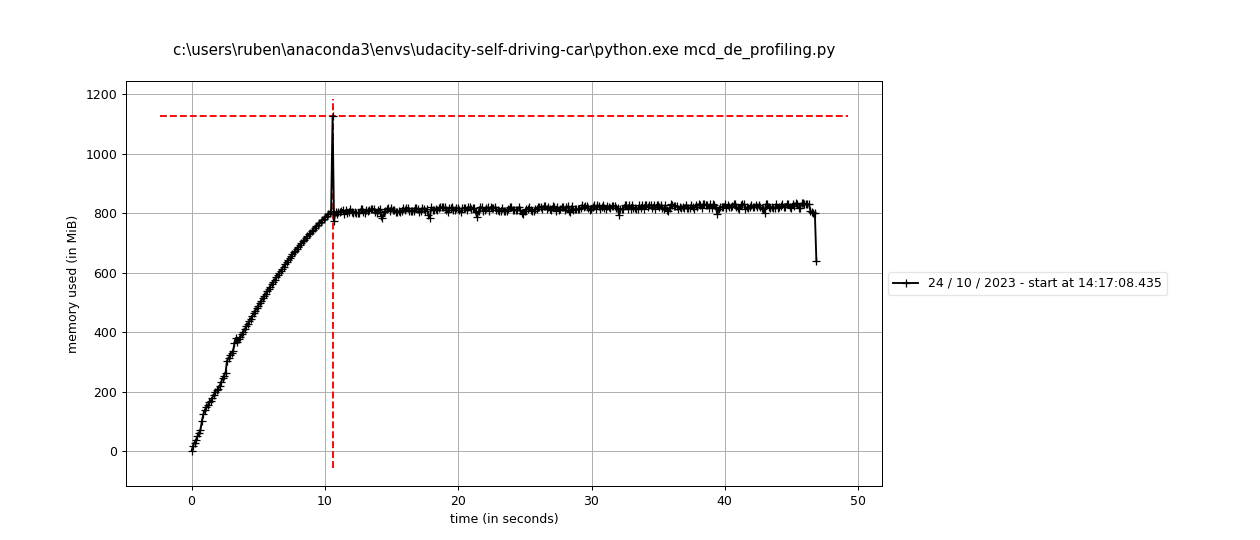 c:\users\ruben\anaconda3\envs\udacity-self-driving-car\python.exe mcd_de_profiling.py
1200
1000
800
600
400
200
0
memory used (in MiB)
24 / 10 / 2023 - start at 14:17:08.435
0 10 20 30 40 50
time (in seconds)